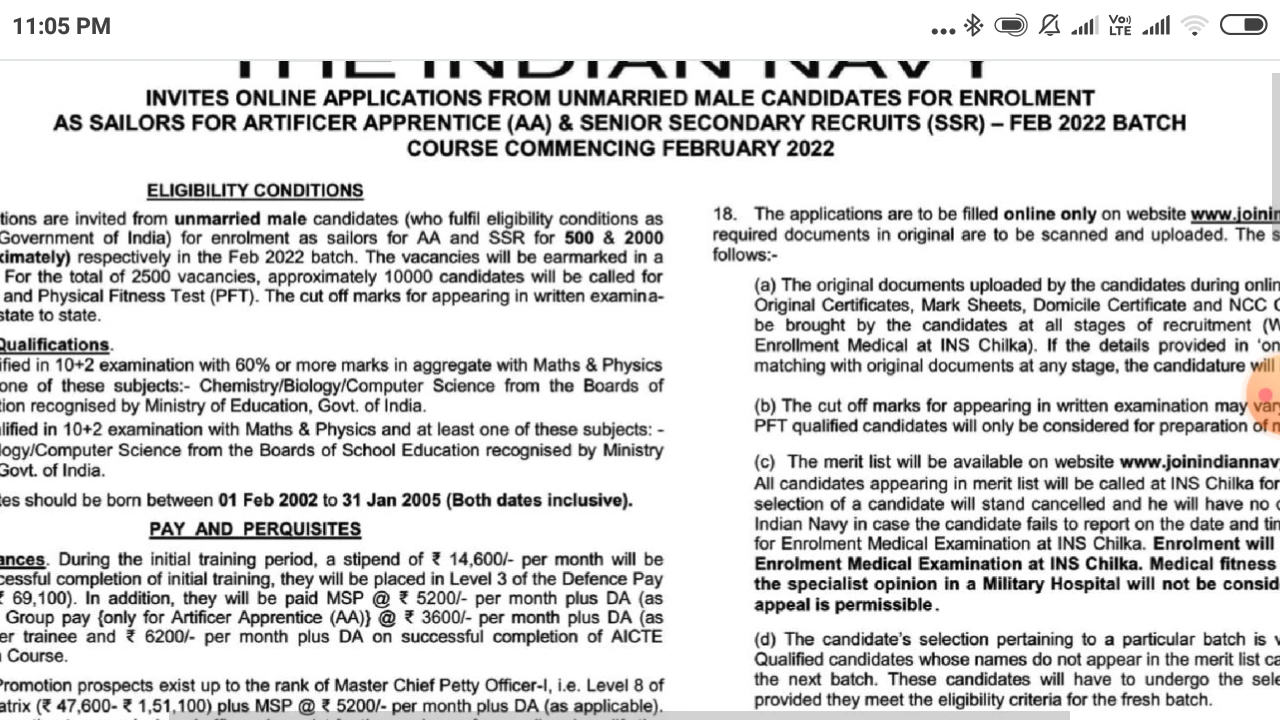 11:05 PM
Vo)) LTE
THE INDIAN NAVY
INVITES ONLINE APPLICATIONS FROM UNMARRIED MALE CANDIDATES FOR ENROLMENT
AS SAILORS FOR ARTIFICER APPRENTICE (AA) & SENIOR SECONDARY RECRUITS (SSR) – FEB 2022 BATCH
COURSE COMMENCING FEBRUARY 2022
ELIGIBILITY CONDITIONS
tions are invited from unmarried male candidates (who fulfil eligibility conditions as
Government of India) for enrolment as sailors for AA and SSR for 500 & 2000
ximately) respectively in the Feb 2022 batch. The vacancies will be earmarked in a
For the total of 2500 vacancies, approximately 10000 candidates will be called for
and Physical Fitness Test (PFT). The cut off marks for appearing in written examina-
state to state.
Qualifications.
ified in 10+2 examination with 60% or more marks in aggregate with Maths & Physics
one of these subjects:- Chemistry/Biology/Computer Science from the Boards of
tion recognised by Ministry of Education, Govt. of India.
lified in 10+2 examination with Maths & Physics and at least one of these subjects: -
logy/Computer Science from the Boards of School Education recognised by Ministry
Govt. of India.
tes should be born between 01 Feb 2002 to 31 Jan 2005 (Both dates inclusive).
PAY AND PERQUISITES
ances. During the initial training period, a stipend of ₹ 14,600/- per month will be
cessful completion of initial training, they will be placed in Level 3 of the Defence Pay
₹ 69,100). In addition, they will be paid MSP @ ₹ 5200/- per month plus DA (as
Group pay {only for Artificer Apprentice (AA)} @ ₹ 3600/- per month plus DA (as
er trainee and ₹ 6200/- per month plus DA on successful completion of AICTE
Course.
Promotion prospects exist up to the rank of Master Chief Petty Officer-I, i.e. Level 8 of
atrix (₹ 47,600- ₹ 1,51,100) plus MSP @ ₹ 5200/- per month plus DA (as applicable).
18. The applications are to be filled online only on website www.joinin
required documents in original are to be scanned and uploaded. The s
follows:-
(a) The original documents uploaded by the candidates during onlin
Original Certificates, Mark Sheets, Domicile Certificate and NCC C
be brought by the candidates at all stages of recruitment (W
Enrollment Medical at INS Chilka). If the details provided in 'on
matching with original documents at any stage, the candidature will
(b) The cut off marks for appearing in written examination may vary
PFT qualified candidates will only be considered for preparation of m
(c) The merit list will be available on website www.joinindiannav
All candidates appearing in merit list will be called at INS Chilka for
selection of a candidate will stand cancelled and he will have no c
Indian Navy in case the candidate fails to report on the date and tim
for Enrolment Medical Examination at INS Chilka. Enrolment will
Enrolment Medical Examination at INS Chilka. Medical fitness
the specialist opinion in a Military Hospital will not be consid
appeal is permissible.
(d) The candidate's selection pertaining to a particular batch is v
Qualified candidates whose names do not appear in the merit list ca
the next batch. These candidates will have to undergo the sele
provided they meet the eligibility criteria for the fresh batch.